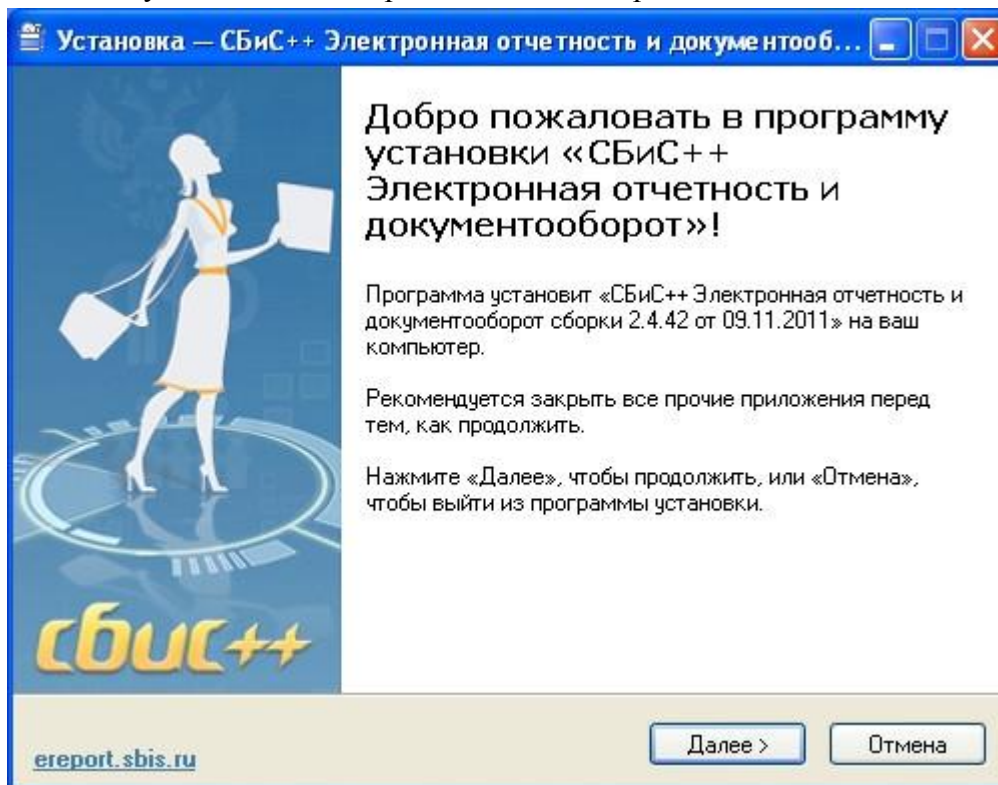 Установка — СБиС++ Электронная отчетность и документооб...
Добро пожаловать в программу
установки «СБиС++
Электронная отчетность и
документооборот»!
Программа установит «СБиС++ Электронная отчетность и
документооборот сборки 2.4.42 от 09.11.2011» на ваш
компьютер.
Рекомендуется закрыть все прочие приложения перед
тем, как продолжить.
Нажмите «Далее», чтобы продолжить, или «Отмена»,
чтобы выйти из программы установки.
сбис++
ereport.sbis.ru
Далее >
Отмена